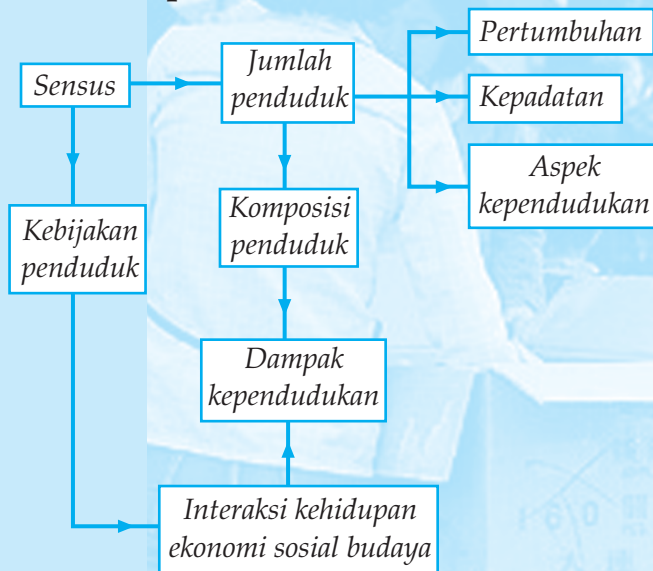 Sensus
Jumlah
penduduk
Pertumbuhan
Kepadatan
Aspek
kependudukan
Kebijakan
penduduk
Komposisi
penduduk
Dampak
kependudukan
Interaksi kehidupan
ekonomi sosial budaya